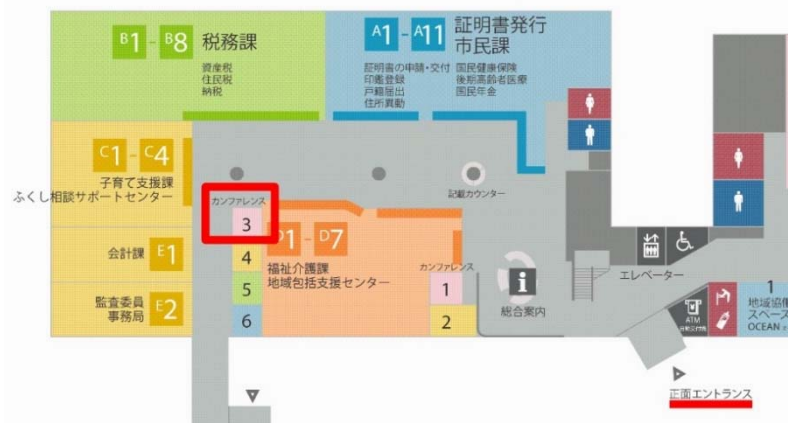 B1 - B8 税務課
資産税
住民税
納税
A1 - A11 証明書発行
市民課
証明書の申請・交付 国民健康保険
印鑑登録 後期高齢者医療
戸籍届出 国民年金
住所異動
C1 - C4
子育て支援課
ふくし相談サポートセンター
カンファレンス
3
4
5
6
D1 - D7
福祉介護課
地域包括支援センター
会計課 E1
監査委員
事務局 E2
記載カウンター
カンファレンス
1
2
i
総合案内
エレベーター
ATM
1
地域協働
スペース
OCEAN
正面エントランス